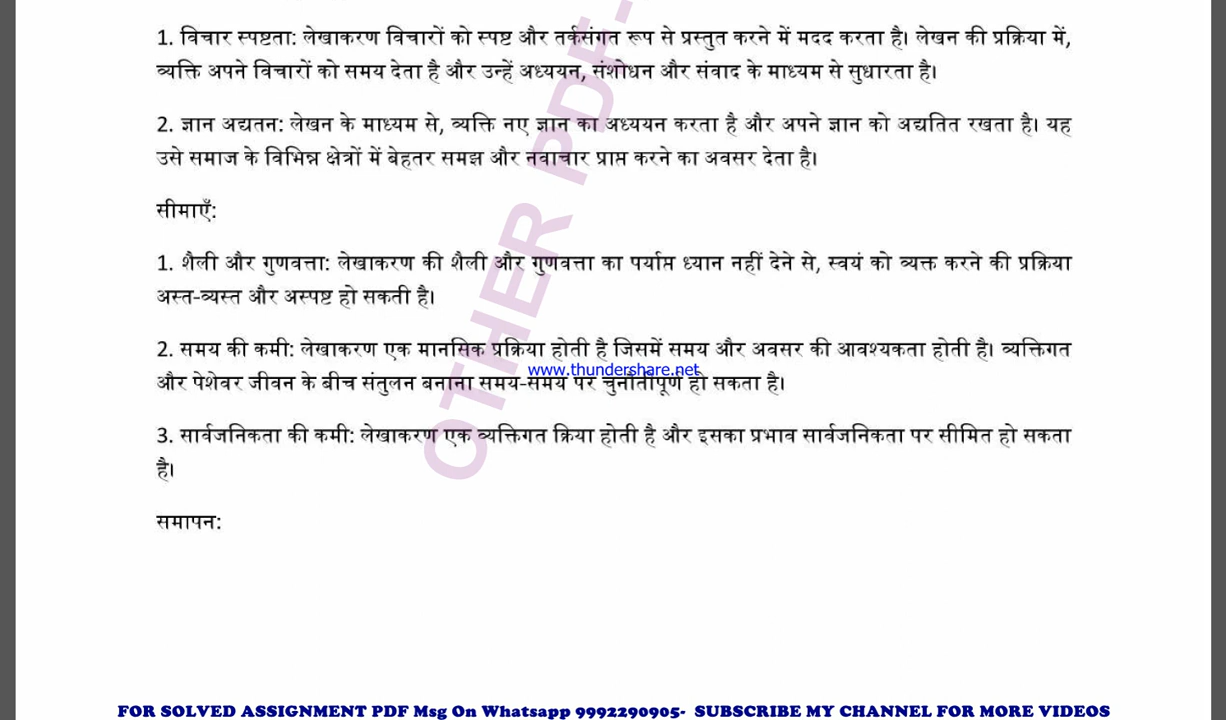 1. विचार स्पष्टता: लेखाकरण विचारों को स्पष्ट और तर्कसंगत रूप से प्रस्तुत करने में मदद करता है। लेखन की प्रक्रिया में,
व्यक्ति अपने विचारों को समय देता है और उन्हें अध्ययन, संशोधन और संवाद के माध्यम से सुधारता है।
2. ज्ञान अद्यतन: लेखन के माध्यम से, व्यक्ति नए ज्ञान का अध्ययन करता है और अपने ज्ञान को अद्यतित रखता है। यह
उसे समाज के विभिन्न क्षेत्रों में बेहतर समझ और नवाचार प्राप्त करने का अवसर देता है।
सीमाएँ:
1. शैली और गुणवत्ता: लेखाकरण की शैली और गुणवत्ता का पर्याप्त ध्यान नहीं देने से, स्वयं को व्यक्त करने की प्रक्रिया
अस्त-व्यस्त और अस्पष्ट हो सकती है।
2. समय की कमी: लेखाकरण एक मानसिक प्रक्रिया होती है जिसमें समय और अवसर की आवश्यकता होती है। व्यक्तिगत
www.thundershare.net
और पेशेवर जीवन के बीच संतुलन बनाना समय-समय पर चुनौतीपूर्ण हो सकता है।
3. सार्वजनिकता की कमी: लेखाकरण एक व्यक्तिगत क्रिया होती है और इसका प्रभाव सार्वजनिकता पर सीमित हो सकता
है।
समापन:
OTHER PDF-
FOR SOLVED ASSIGNMENT PDF Msg On Whatsapp 9992290905- SUBSCRIBE MY CHANNEL FOR MORE VIDEOS